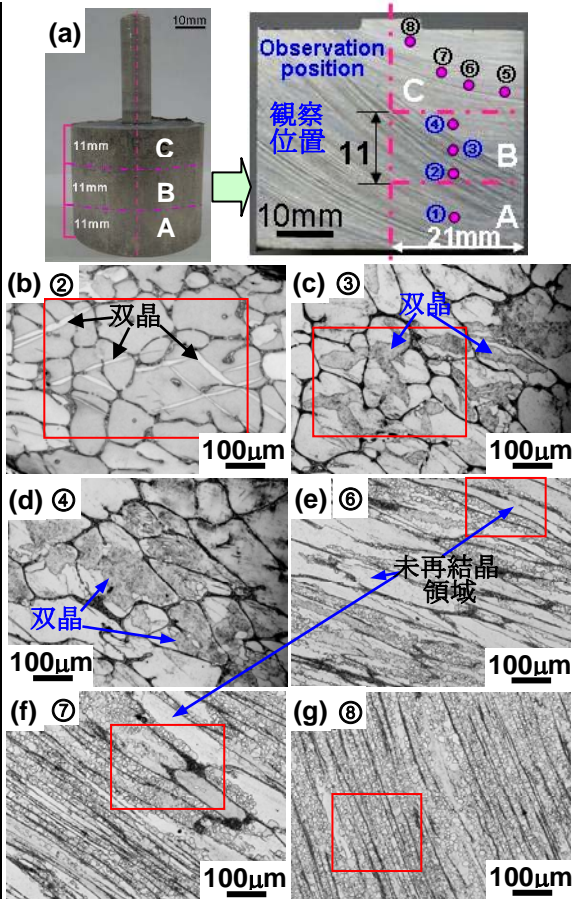 (a)
10mm
11mm
C
11mm
B
11mm
A
Observation
position
観察
位置
⑧
⑦
⑥
⑤
C
④
③
②
B
11
①
A
10mm
21mm
(b) ②
双晶
100μm
(c) ③
双晶
100μm
(d) ④
双晶
100μm
(e) ⑥
未再結晶
領域
100μm
(f) ⑦
100μm
(g) ⑧
100μm